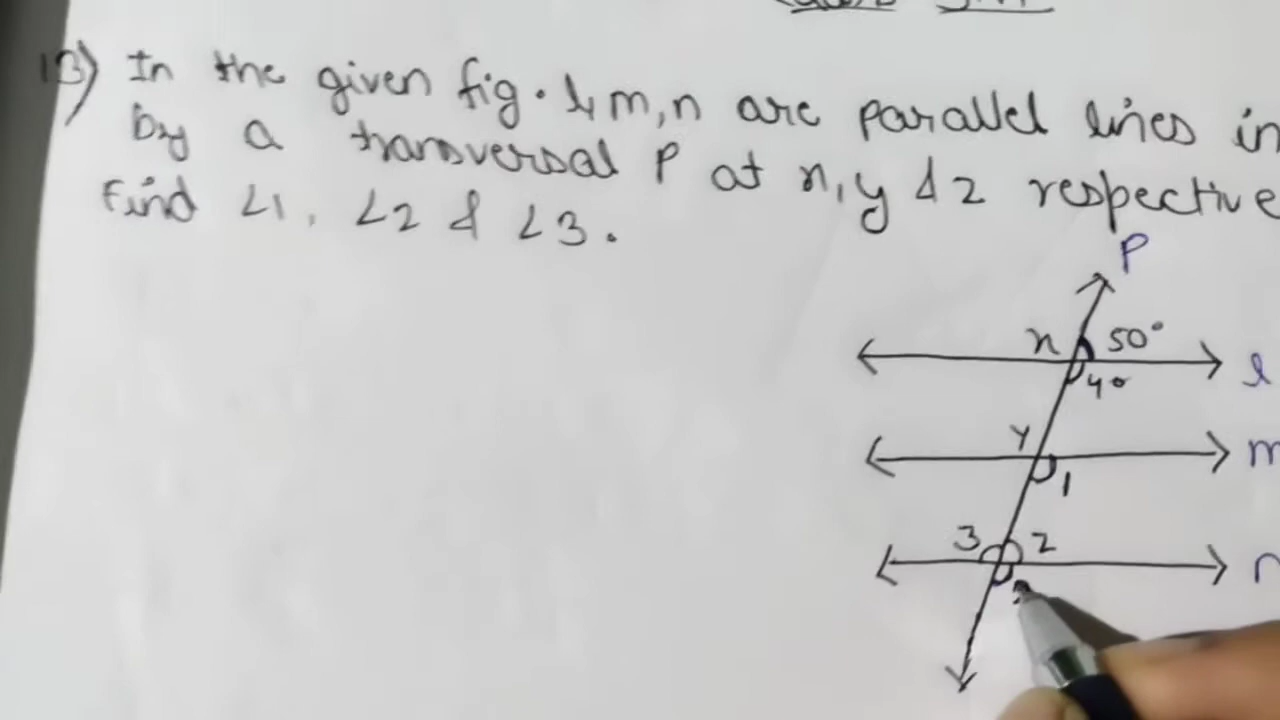 13) In the given fig. l, m, n are parallel lines in
by a transversal P at x, y & z respective
Find ∠1, ∠2 & ∠3.
P
x 50°
l
4
y
m
1
3 2
n